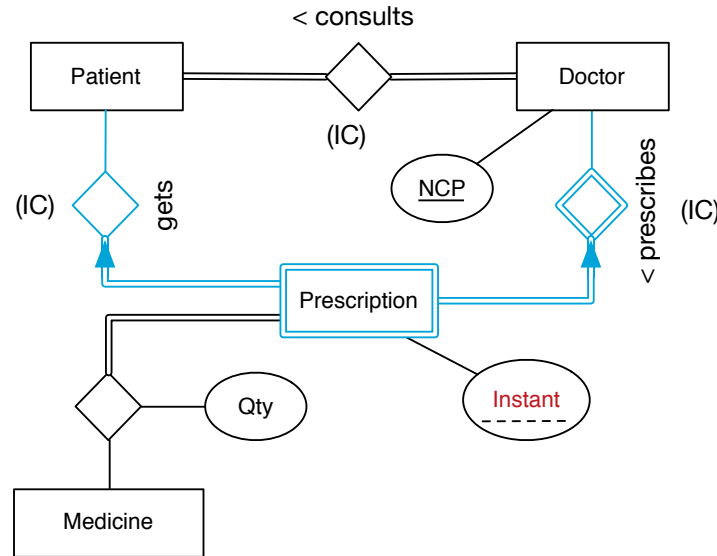 < consults
Patient
Doctor
(IC)
NCP
(IC)
gets
< prescribes
(IC)
Prescription
Instant
Qty
Medicine